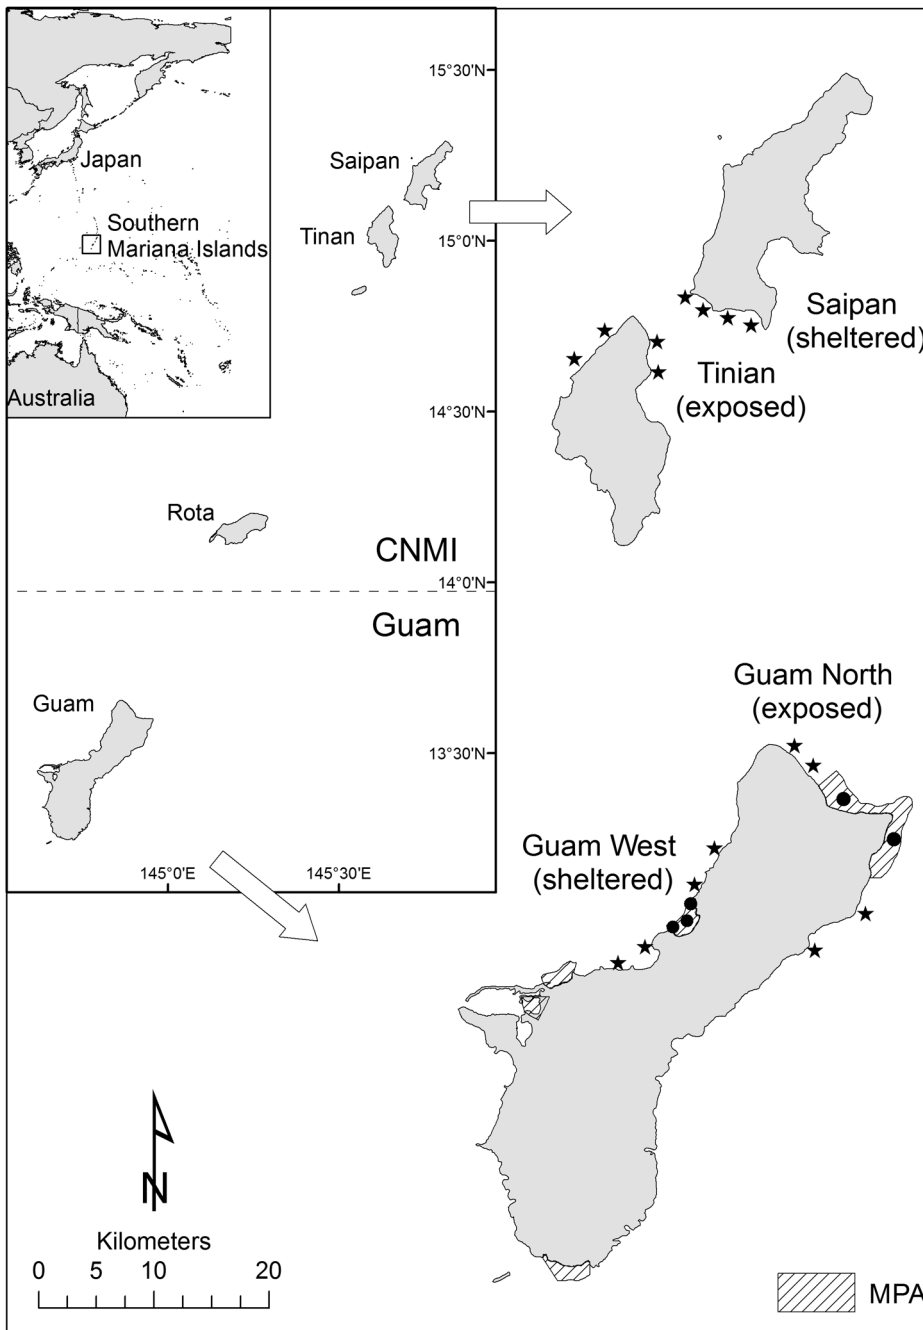 15°30'N
Japan
Saipan
Southern
Mariana Islands
Tinan
15°0'N
Saipan
(sheltered)
Tinian
(exposed)
Australia
14°30'N
Rota
CNMI
14°0'N
Guam
Guam North
(exposed)
Guam
13°30'N
Guam West
(sheltered)
145°0'E
145°30'E
N
Kilometers
0 5 10 20
MPA